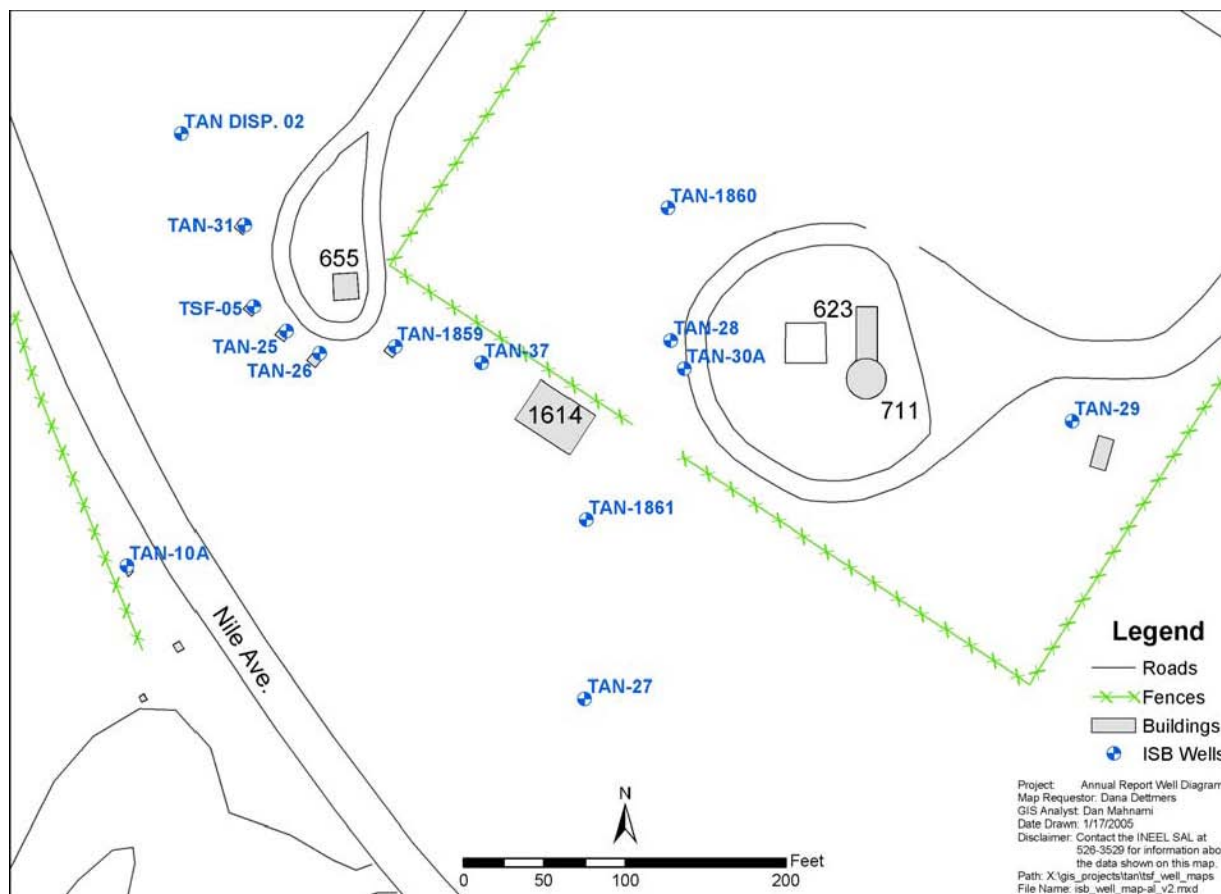 TAN DISP. 02
TAN-1860
TAN-31
655
623
TSF-05
TAN-28
TAN-25
TAN-1859
TAN-37
TAN-30A
TAN-26
711
TAN-29
1614
TAN-1861
TAN-10A
Nile Ave.
TAN-27
Legend
Roads
Fences
Buildings
ISB Wells
N
Feet
0 50 100 200
Project: Annual Report Well Diagram
Map Requestor: Dana Dettmers
GIS Analyst: Dan Mahnami
Date Drawn: 1/17/2005
Disclaimer: Contact the INEEL SAL at
526-3529 for information abo
the data shown on this map.
Path: X:\gis_projects\tan\tsf_well_maps
File Name: isb_well_map-al_v2.mxd